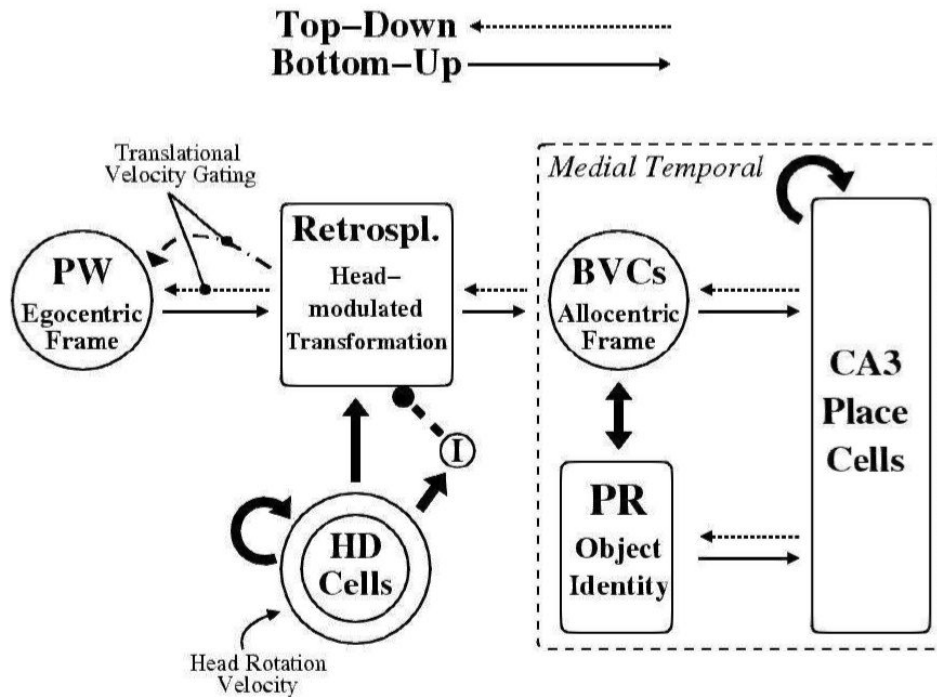 Top–Down
Bottom–Up
Translational
Velocity Gating
Medial Temporal
PW
Egocentric
Frame
Retrospl.
Head–
modulated
Transformation
BVCs
Allocentric
Frame
CA3
Place
Cells
I
HD
Cells
PR
Object
Identity
Head Rotation
Velocity